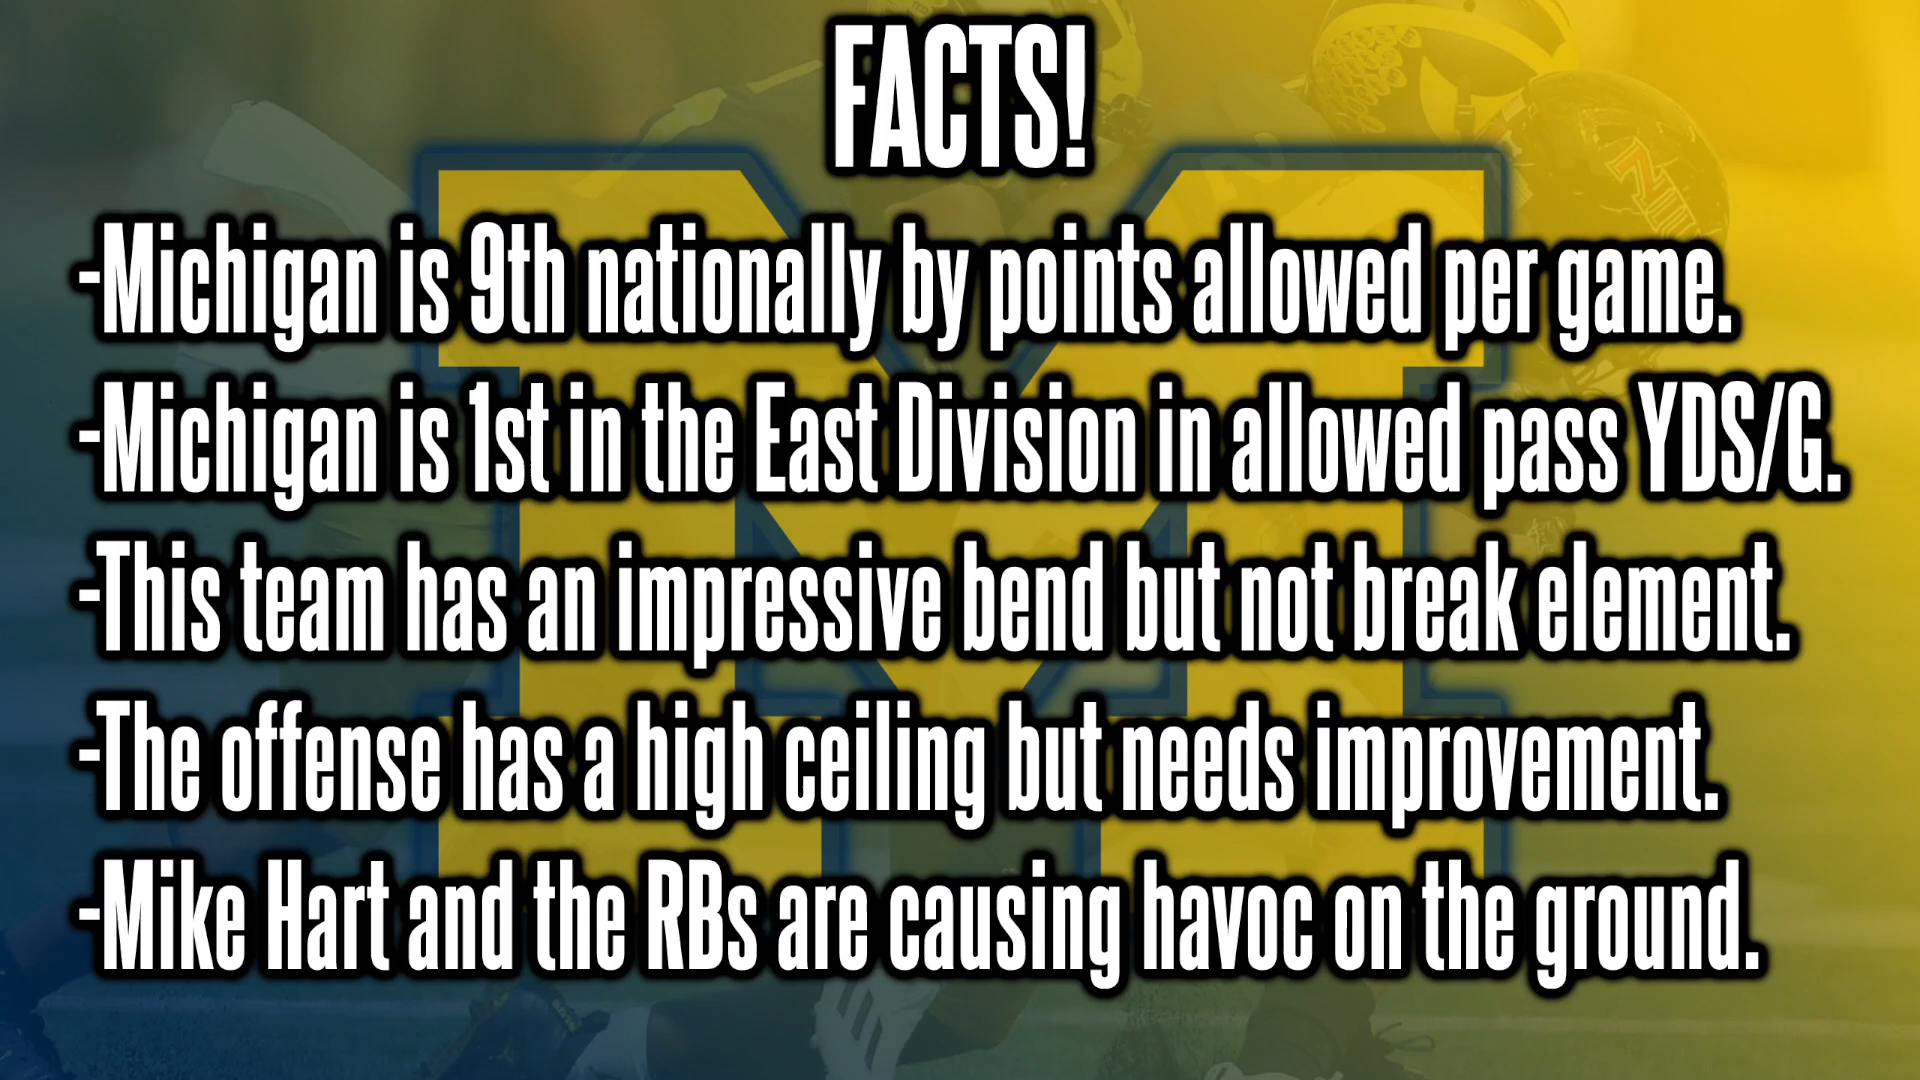 FACTS!
-Michigan is 9th nationally by points allowed per game.
-Michigan is 1st in the East Division in allowed pass YDS/G.
-This team has an impressive bend but not break element.
-The offense has a high ceiling but needs improvement.
-Mike Hart and the RBs are causing havoc on the ground.
NIU